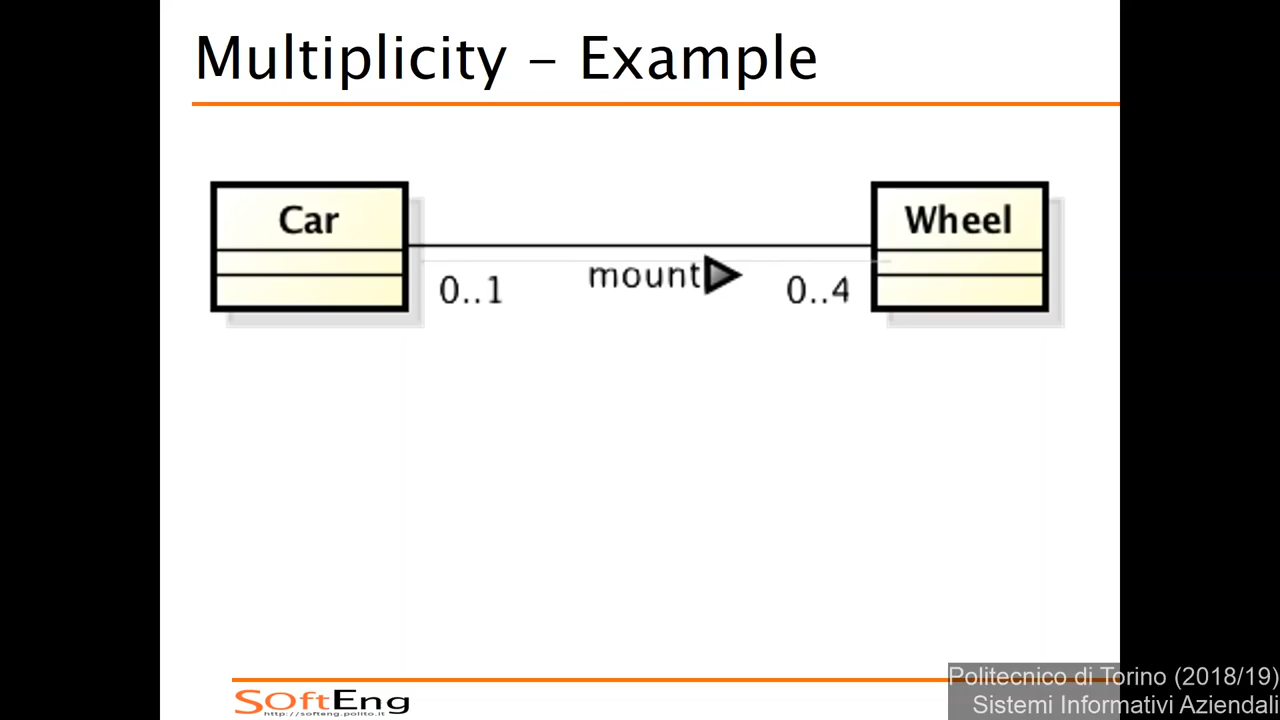 Multiplicity – Example
Car
Wheel
0..1
mount
0..4
SoftEng
http://softeng.polito.it
Politecnico di Torino (2018/19)
Sistemi Informativi Aziendali